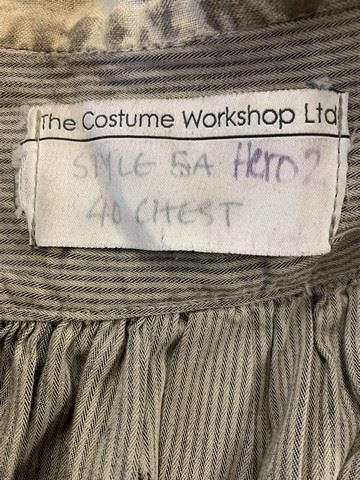 The Costume Workshop Ltd
STYLE 5A Hero 2
40 CHEST